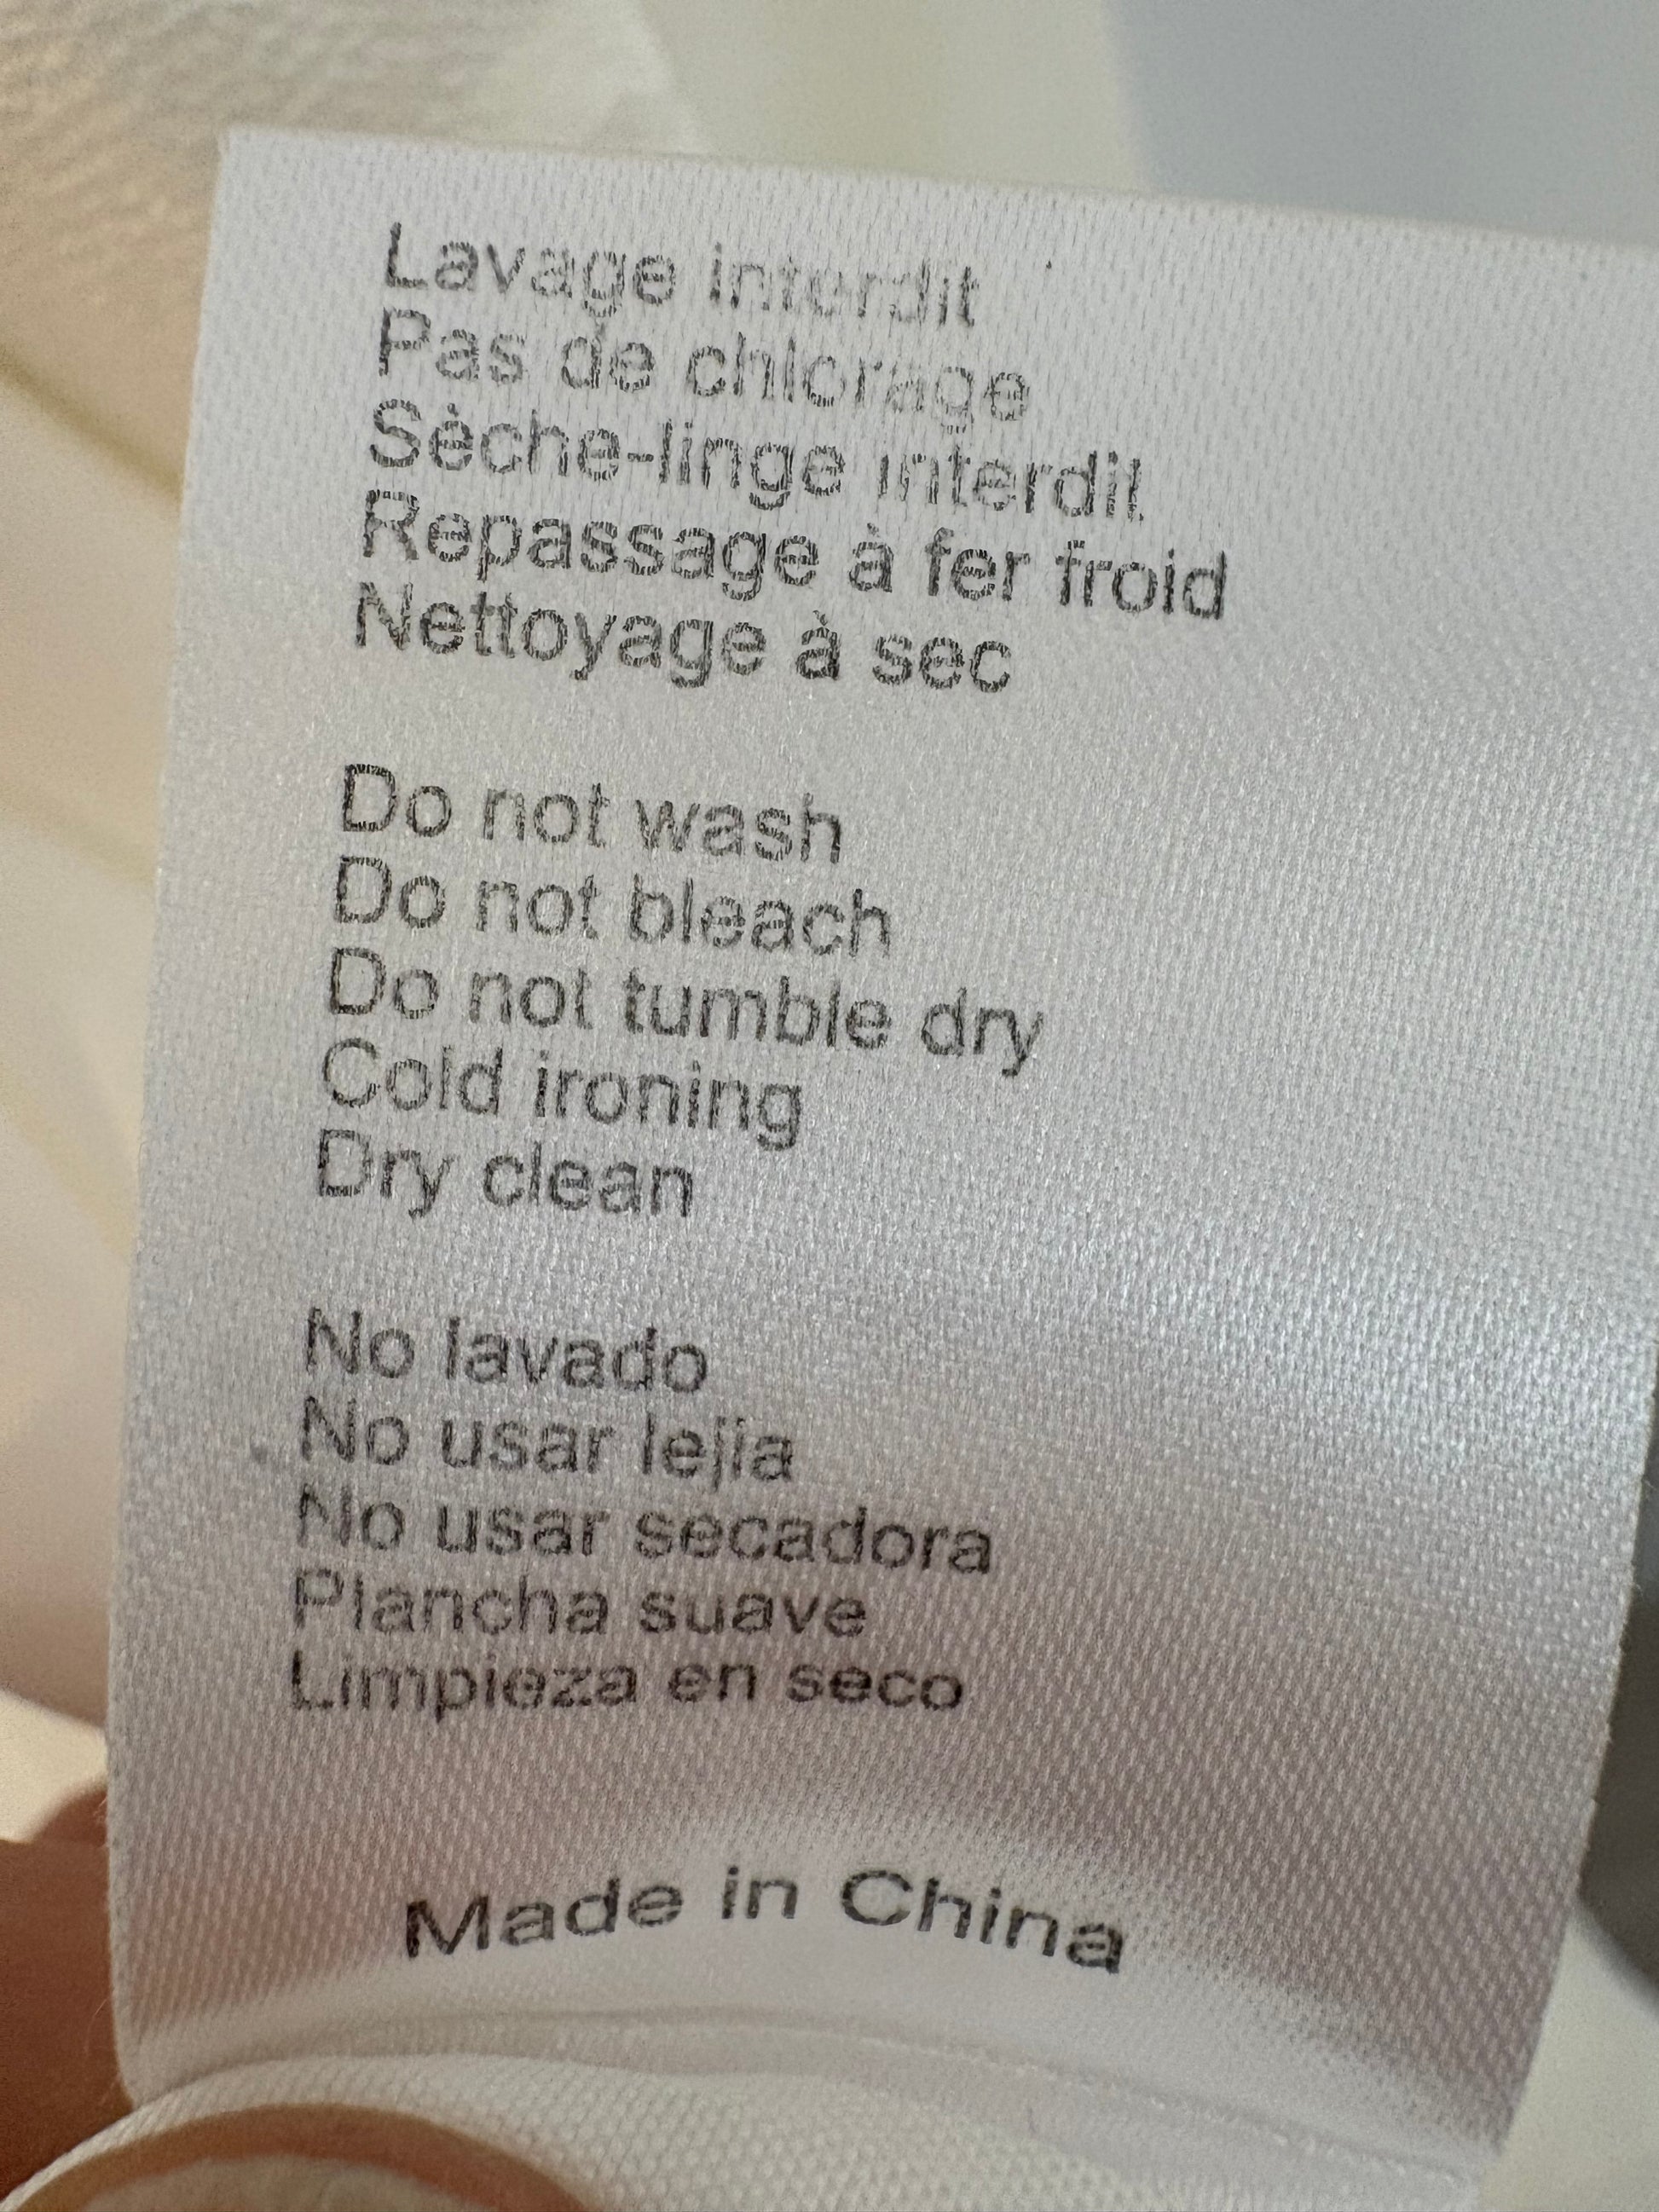 Lavage interdit
Pas de chlorage
Sèche-linge interdit
Repassage à fer froid
Nettoyage à sec
Do not wash
Do not bleach
Do not tumble dry
Cold ironing
Dry clean
No lavado
No usar lejia
No usar secadora
Plancha suave
Limpieza en seco
Made in China